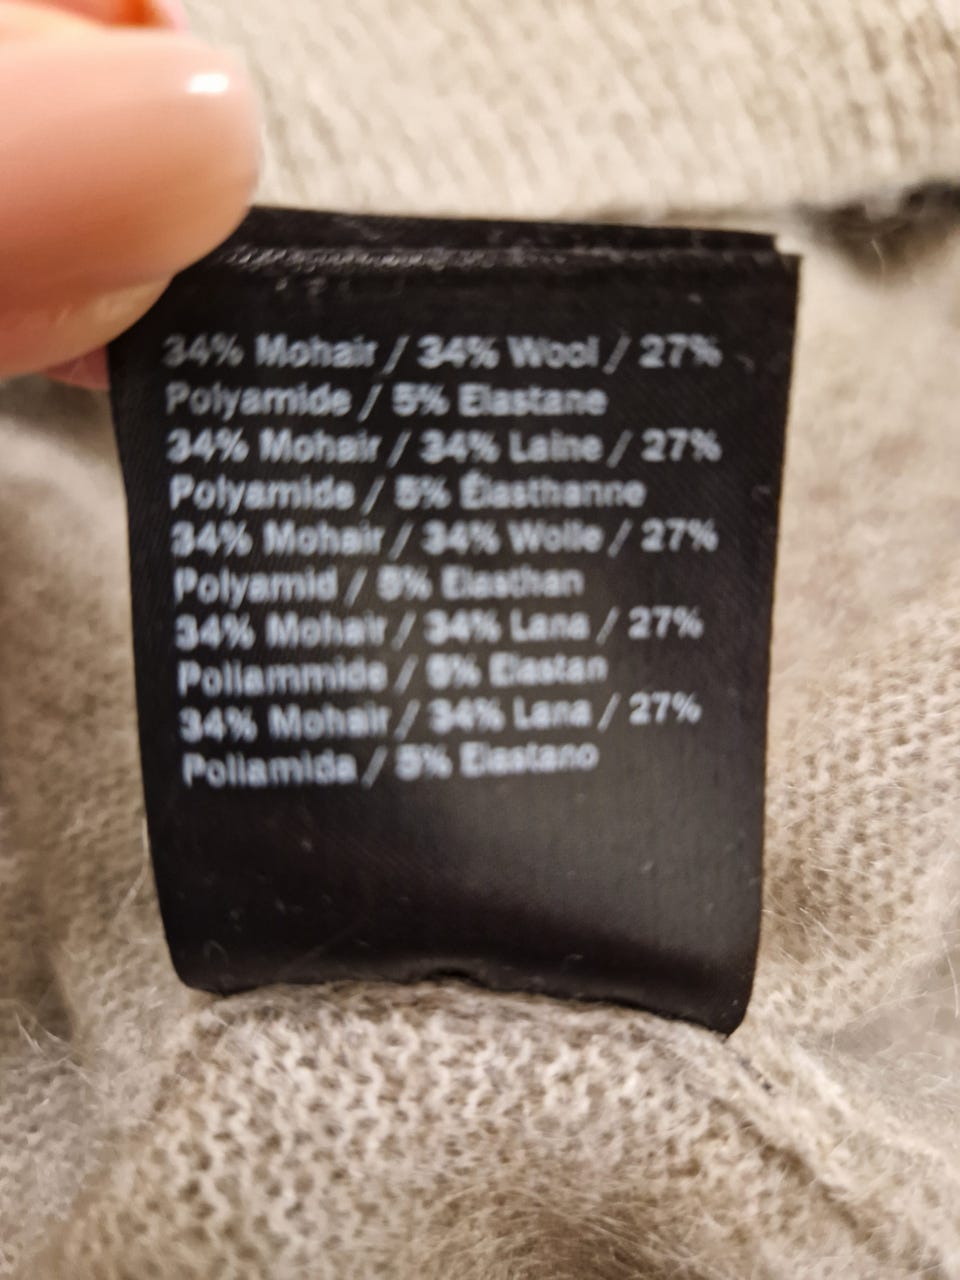 34% Mohair / 34% Wool / 27%
Polyamide / 5% Elastane
34% Mohair / 34% Laine / 27%
Polyamide / 5% Élasthanne
34% Mohair / 34% Wolle / 27%
Polyamid / 5% Elasthan
34% Mohair / 34% Lana / 27%
Poliammide / 5% Elastan
34% Mohair / 34% Lana / 27%
Poliamida / 5% Elastano